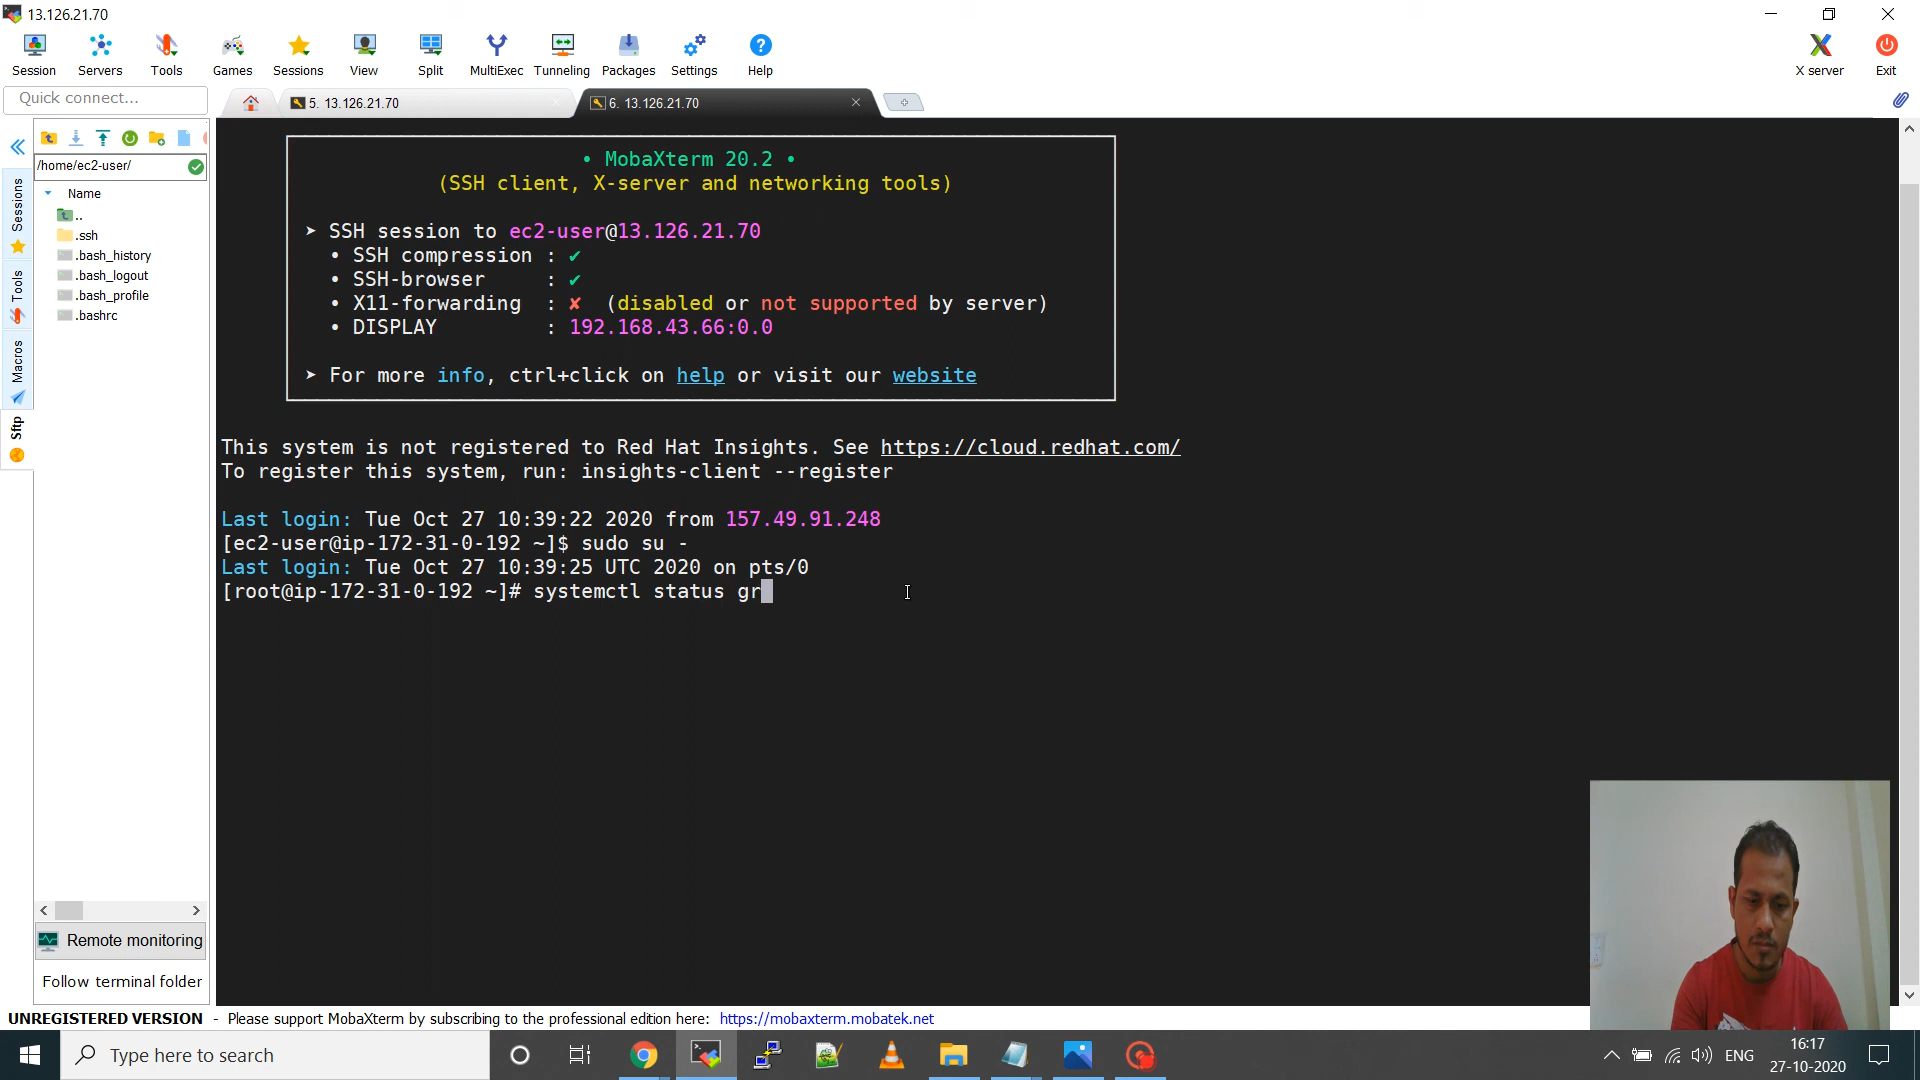 13.126.21.70
Session
Servers
Tools
Games
Sessions
View
Split
MultiExec
Tunneling
Packages
Settings
Help
X server
Exit
Quick connect...
5. 13.126.21.70
6. 13.126.21.70
/home/ec2-user/
Name
..
.ssh
.bash_history
.bash_logout
.bash_profile
.bashrc
Sessions
Tools
Macros
Sftp
• MobaXterm 20.2 •
(SSH client, X-server and networking tools)
➤ SSH session to ec2-user@13.126.21.70
• SSH compression : ✔
• SSH-browser : ✔
• X11-forwarding : ✘ (disabled or not supported by server)
• DISPLAY : 192.168.43.66:0.0
➤ For more info, ctrl+click on help or visit our website
This system is not registered to Red Hat Insights. See https://cloud.redhat.com/
To register this system, run: insights-client --register
Last login: Tue Oct 27 10:39:22 2020 from 157.49.91.248
[ec2-user@ip-172-31-0-192 ~]$ sudo su -
Last login: Tue Oct 27 10:39:25 UTC 2020 on pts/0
[root@ip-172-31-0-192 ~]# systemctl status gr
Remote monitoring
Follow terminal folder
UNREGISTERED VERSION - Please support MobaXterm by subscribing to the professional edition here: https://mobaxterm.mobatek.net
Type here to search
ENG
16:17
27-10-2020